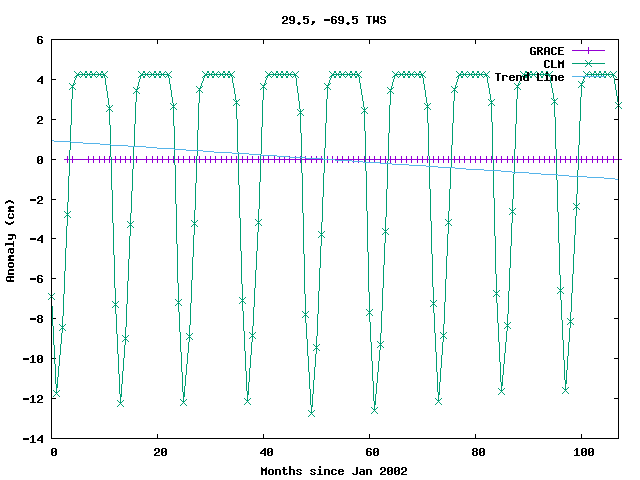 29.5, -69.5 TWS
GRACE
CLM
Trend Line
6
4
2
0
-2
-4
-6
-8
-10
-12
-14
Anomaly (cm)
0 20 40 60 80 100
Months since Jan 2002